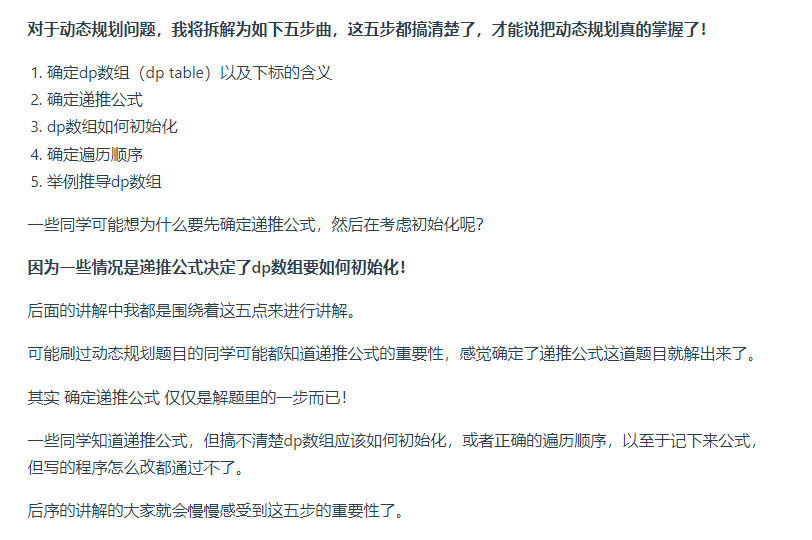 对于动态规划问题，我将拆解为如下五步曲，这五步都搞清楚了，才能说把动态规划真的掌握了！
1. 确定dp数组（dp table）以及下标的含义
2. 确定递推公式
3. dp数组如何初始化
4. 确定遍历顺序
5. 举例推导dp数组
一些同学可能想为什么要先确定递推公式，然后在考虑初始化呢？
因为一些情况是递推公式决定了dp数组要如何初始化！
后面的讲解中我都是围绕着这五点来进行讲解。
可能刷过动态规划题目的同学可能都知道递推公式的重要性，感觉确定了递推公式这道题目就解出来了。
其实 确定递推公式 仅仅是解题里的一步而已！
一些同学知道递推公式，但搞不清楚dp数组应该如何初始化，或者正确的遍历顺序，以至于记下来公式，
但写的程序怎么改都通过不了。
后序的讲解的大家就会慢慢感受到这五步的重要性了。